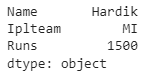 Name Hardik
Iplteam MI
Runs 1500
dtype: object